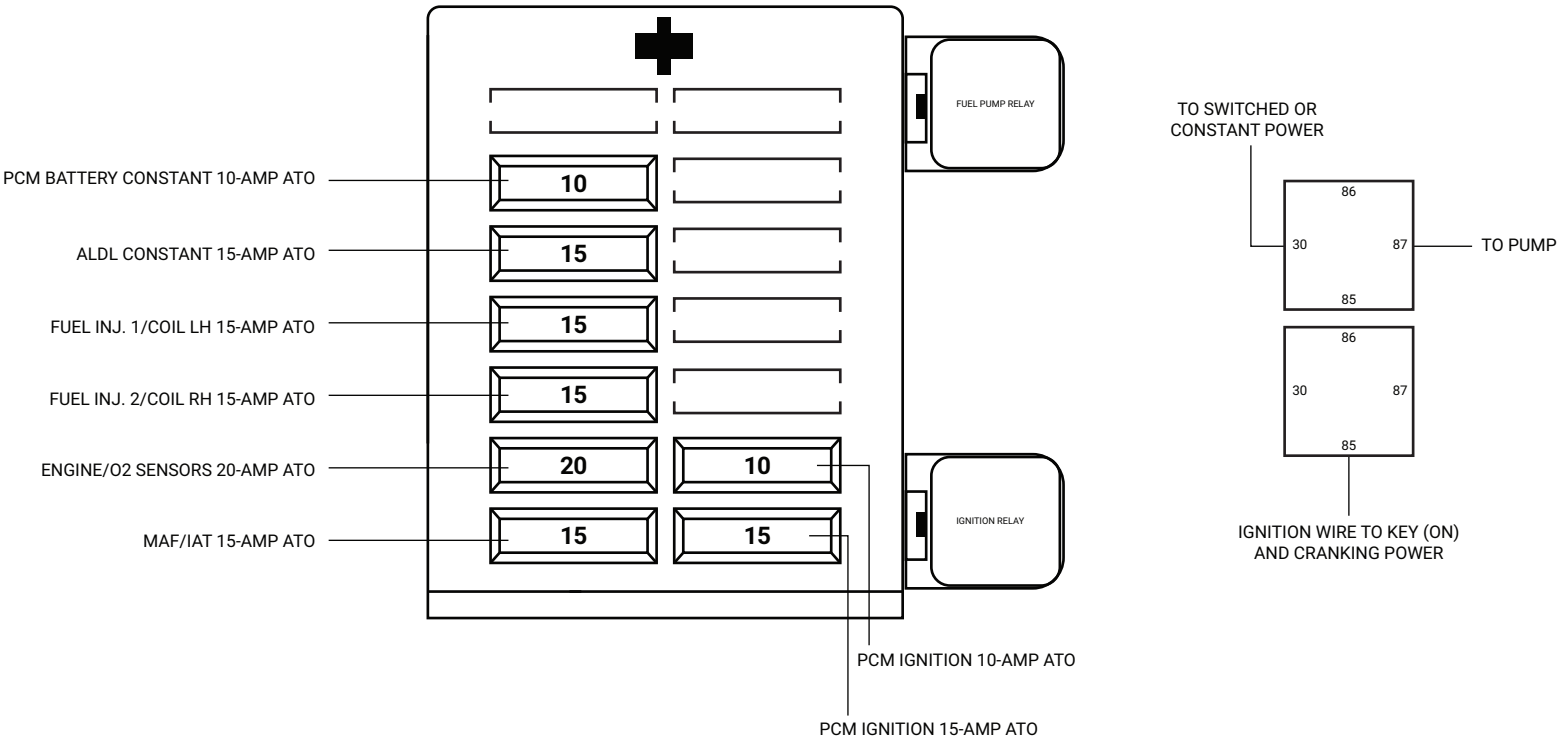 FUEL PUMP RELAY
TO SWITCHED OR
CONSTANT POWER
PCM BATTERY CONSTANT 10-AMP ATO
10
86
ALDL CONSTANT 15-AMP ATO
15
30
87
TO PUMP
85
FUEL INJ. 1/COIL LH 15-AMP ATO
15
86
FUEL INJ. 2/COIL RH 15-AMP ATO
15
30
87
85
ENGINE/O2 SENSORS 20-AMP ATO
20
10
MAF/IAT 15-AMP ATO
15
15
IGNITION RELAY
IGNITION WIRE TO KEY (ON)
AND CRANKING POWER
PCM IGNITION 10-AMP ATO
PCM IGNITION 15-AMP ATO